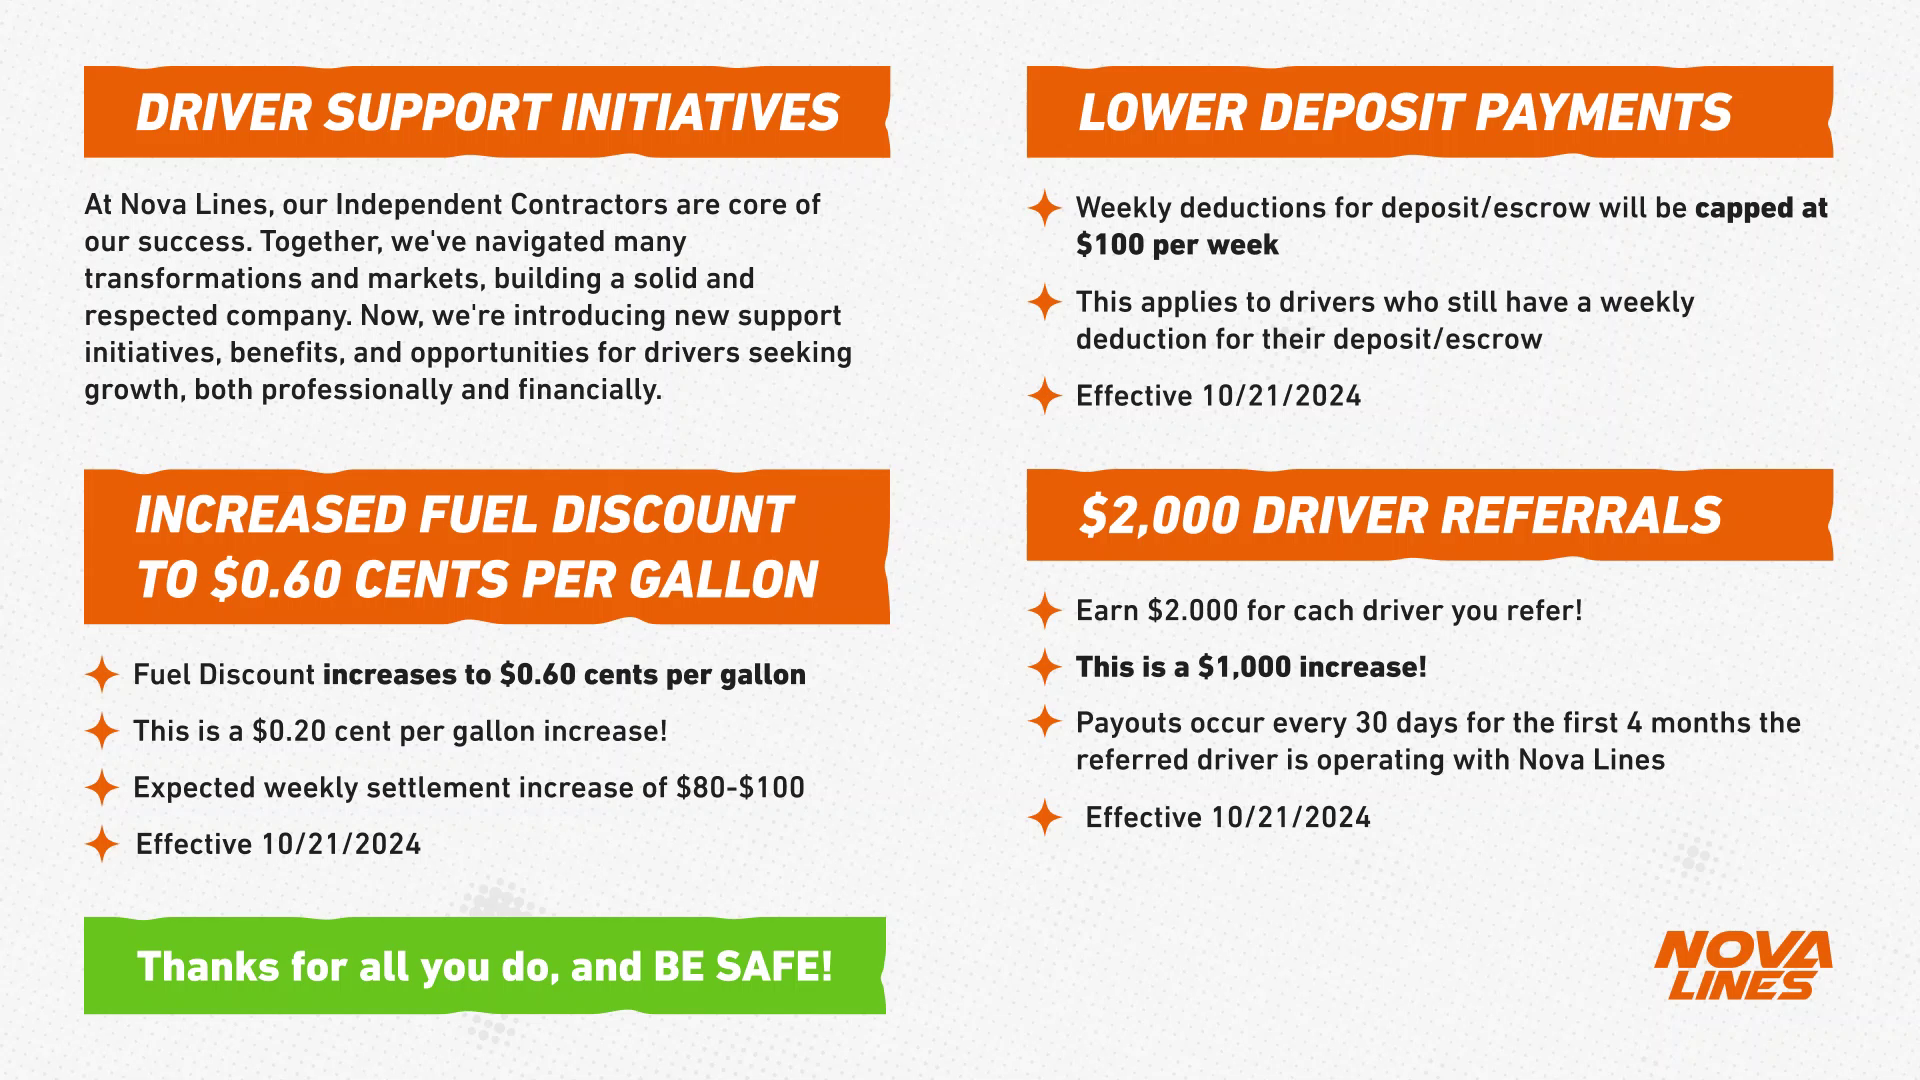 DRIVER SUPPORT INITIATIVES
At Nova Lines, our Independent Contractors are core of
our success. Together, we've navigated many
transformations and markets, building a solid and
respected company. Now, we're introducing new support
initiatives, benefits, and opportunities for drivers seeking
growth, both professionally and financially.
INCREASED FUEL DISCOUNT
TO $0.60 CENTS PER GALLON
Fuel Discount increases to $0.60 cents per gallon
This is a $0.20 cent per gallon increase!
Expected weekly settlement increase of $80-$100
Effective 10/21/2024
Thanks for all you do, and BE SAFE!
LOWER DEPOSIT PAYMENTS
Weekly deductions for deposit/escrow will be capped at
$100 per week
This applies to drivers who still have a weekly
deduction for their deposit/escrow
Effective 10/21/2024
$2,000 DRIVER REFERRALS
Earn $2.000 for cach driver you refer!
This is a $1,000 increase!
Payouts occur every 30 days for the first 4 months the
referred driver is operating with Nova Lines
Effective 10/21/2024
NOVA
LINES